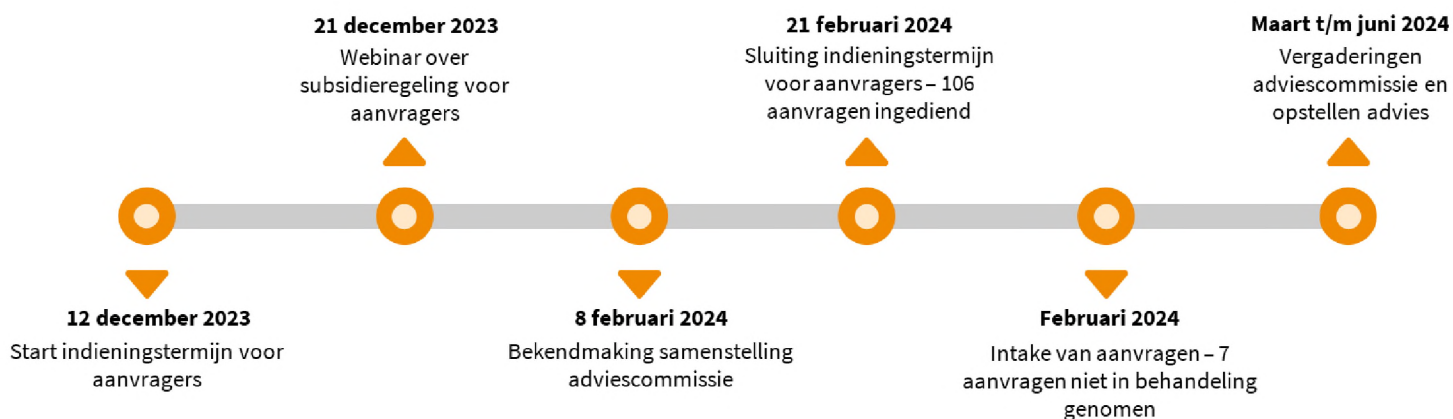 21 december 2023
Webinar over
subsidieregeling voor
aanvragers
21 februari 2024
Sluiting indieningstermijn
voor aanvragers – 106
aanvragen ingediend
Maart t/m juni 2024
Vergaderingen
adviescommissie en
opstellen advies
12 december 2023
Start indieningstermijn voor
aanvragers
8 februari 2024
Bekendmaking samenstelling
adviescommissie
Februari 2024
Intake van aanvragen – 7
aanvragen niet in behandeling
genomen